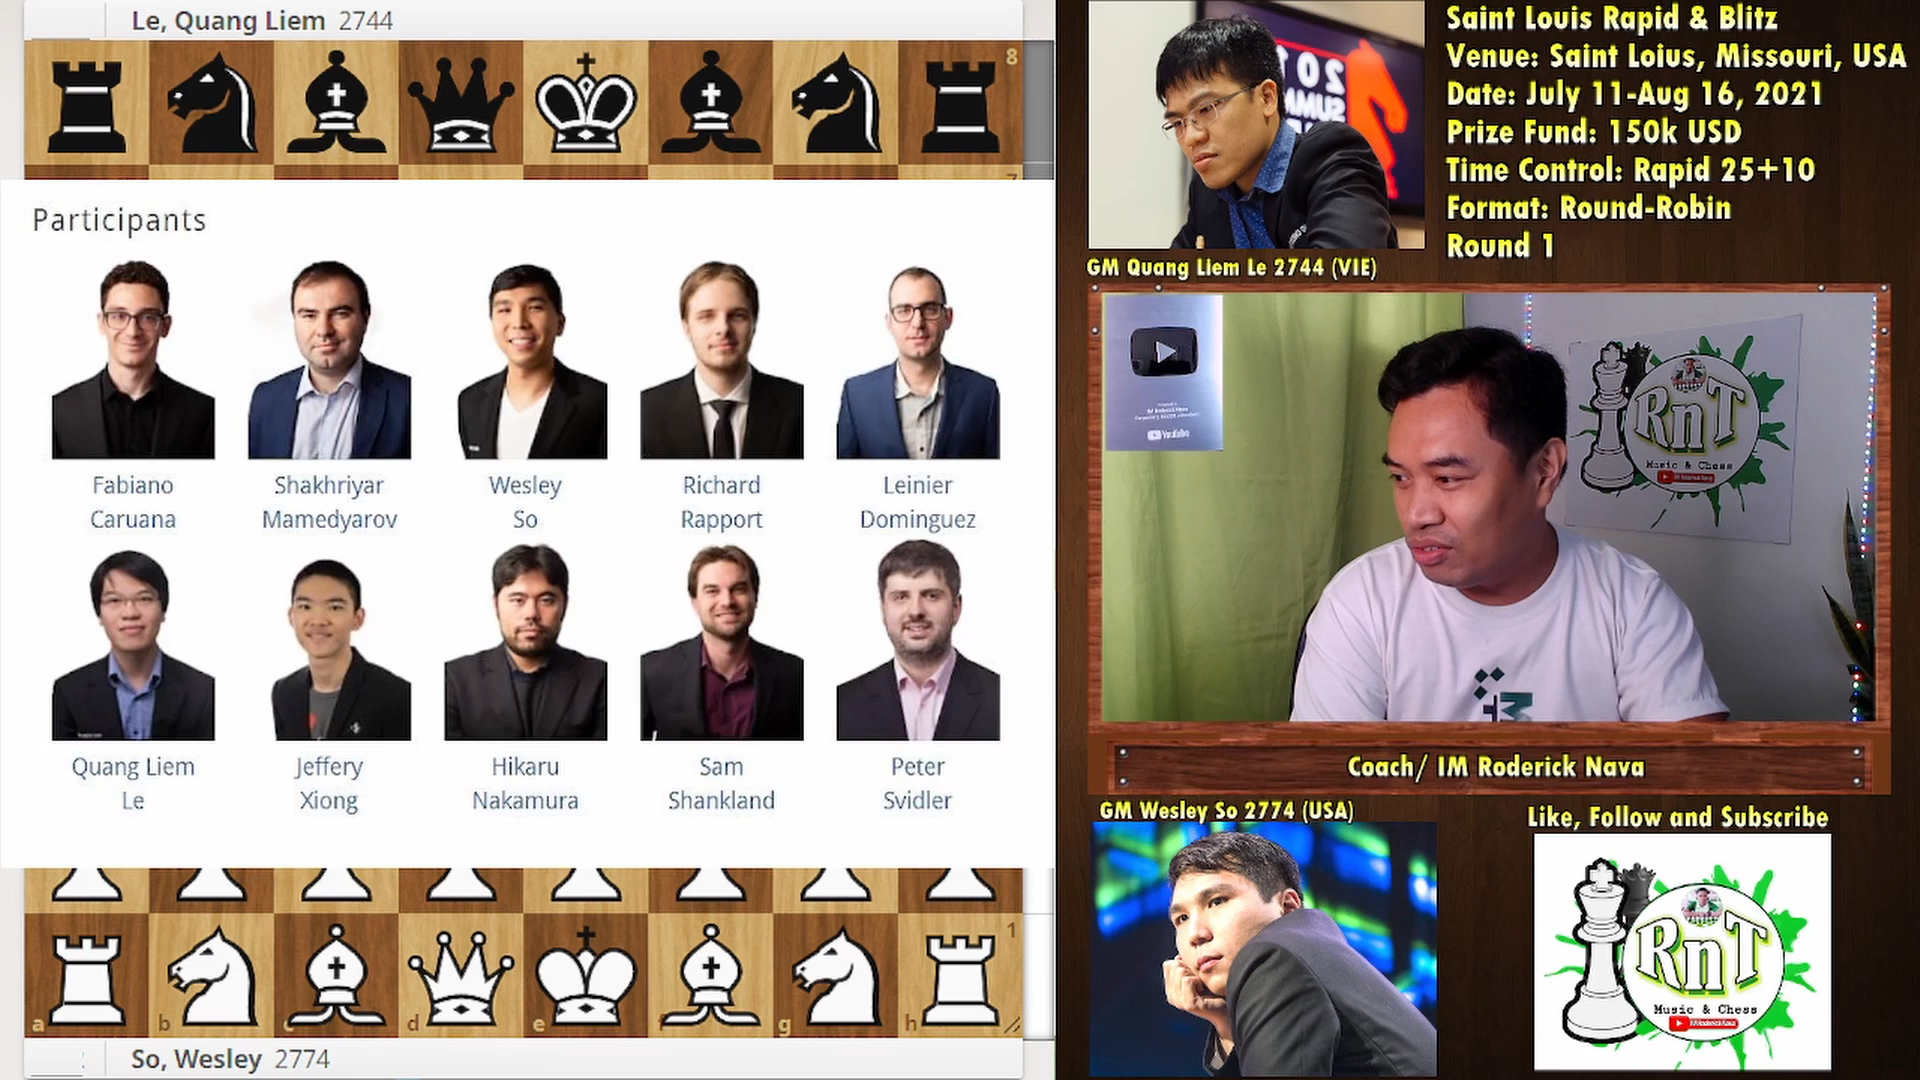 Le, Quang Liem 2744
8
7
Participants
Fabiano
Caruana
Shakhriyar
Mamedyarov
Wesley
So
Richard
Rapport
Leinier
Dominguez
Quang Liem
Le
Jeffery
Xiong
Hikaru
Nakamura
Sam
Shankland
Peter
Svidler
1
a b c d e f g h
So, Wesley 2774
Saint Louis Rapid & Blitz
Venue: Saint Loius, Missouri, USA
Date: July 11-Aug 16, 2021
Prize Fund: 150k USD
Time Control: Rapid 25+10
Format: Round-Robin
Round 1
GM Quang Liem Le 2744 (VIE)
YouTube
RnT
Music & Chess
Coach/ IM Roderick Nava
GM Wesley So 2774 (USA)
Like, Follow and Subscribe
RnT
Music & Chess